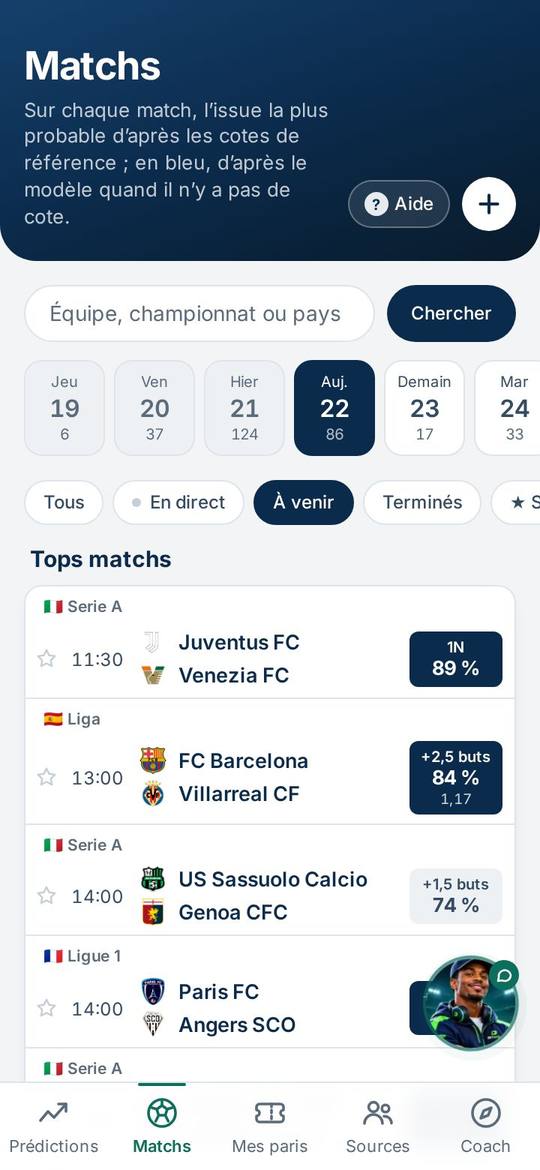 Matchs
Sur chaque match, l’issue la plus
probable d’après les cotes de
référence ; en bleu, d’après le
modèle quand il n’y a pas de
cote.
? Aide
Équipe, championnat ou pays
Chercher
Jeu
19
6
Ven
20
37
Hier
21
124
Auj.
22
86
Demain
23
17
Mar
24
33
Tous
En direct
À venir
Terminés
★ S
Tops matchs
Serie A
11:30
Juventus FC
Venezia FC
1N
89 %
Liga
13:00
FC Barcelona
Villarreal CF
+2,5 buts
84 %
1,17
Serie A
14:00
US Sassuolo Calcio
Genoa CFC
+1,5 buts
74 %
Ligue 1
14:00
Paris FC
Angers SCO
Serie A
Prédictions
Matchs
Mes paris
Sources
Coach